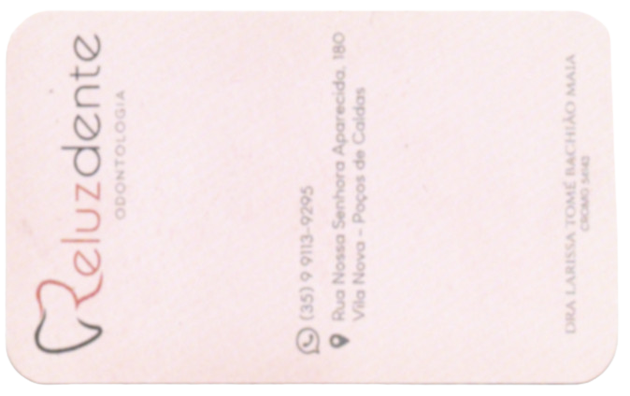 Reluzdente
ODONTOLOGIA
(35) 9 9113-9295
Rua Nossa Senhora Aparecida, 180
Vila Nova - Poços de Caldas
DRA LARISSA TOMÉ BACHIÃO MAIA
CROMG